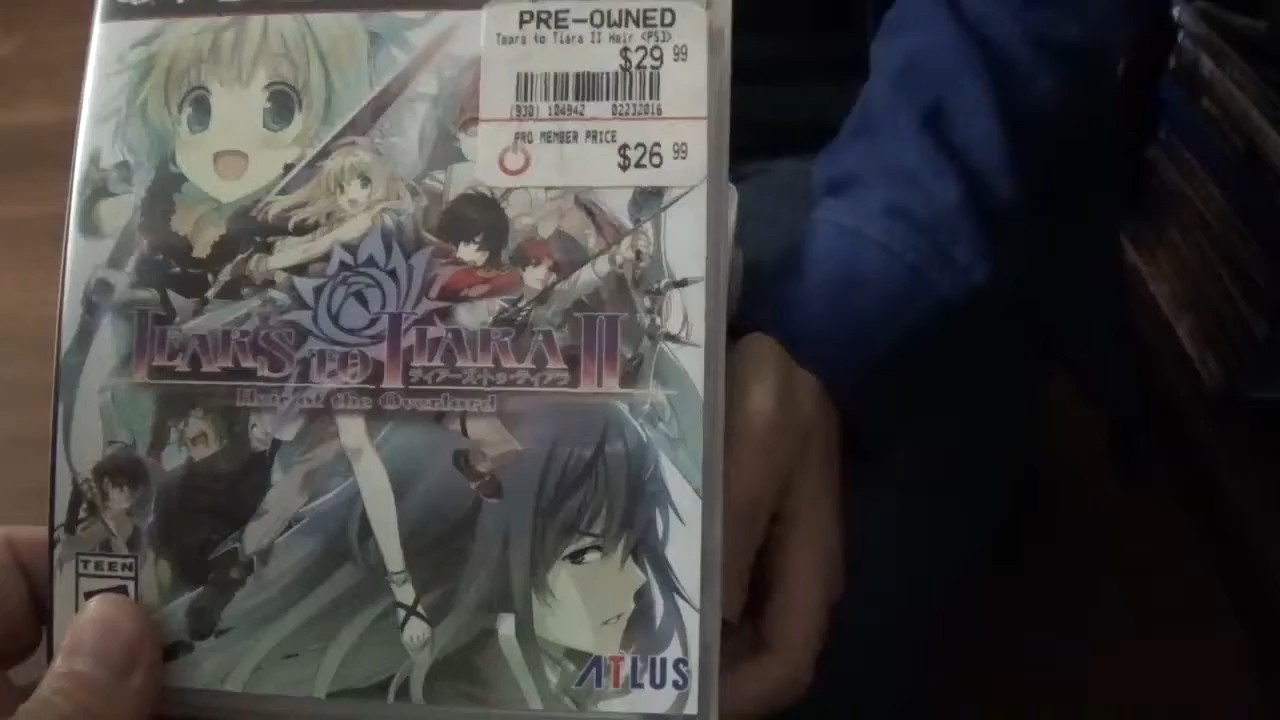 PRE-OWNED
Tears to Tiara II Heir <PS3>
$29 99
(930) 104942 02232016
PRO MEMBER PRICE
$26 99
TEARS TO TIARA II
ティアーズ・トゥ・ティアラ
Heir of the Overlord
TEEN
ATLUS